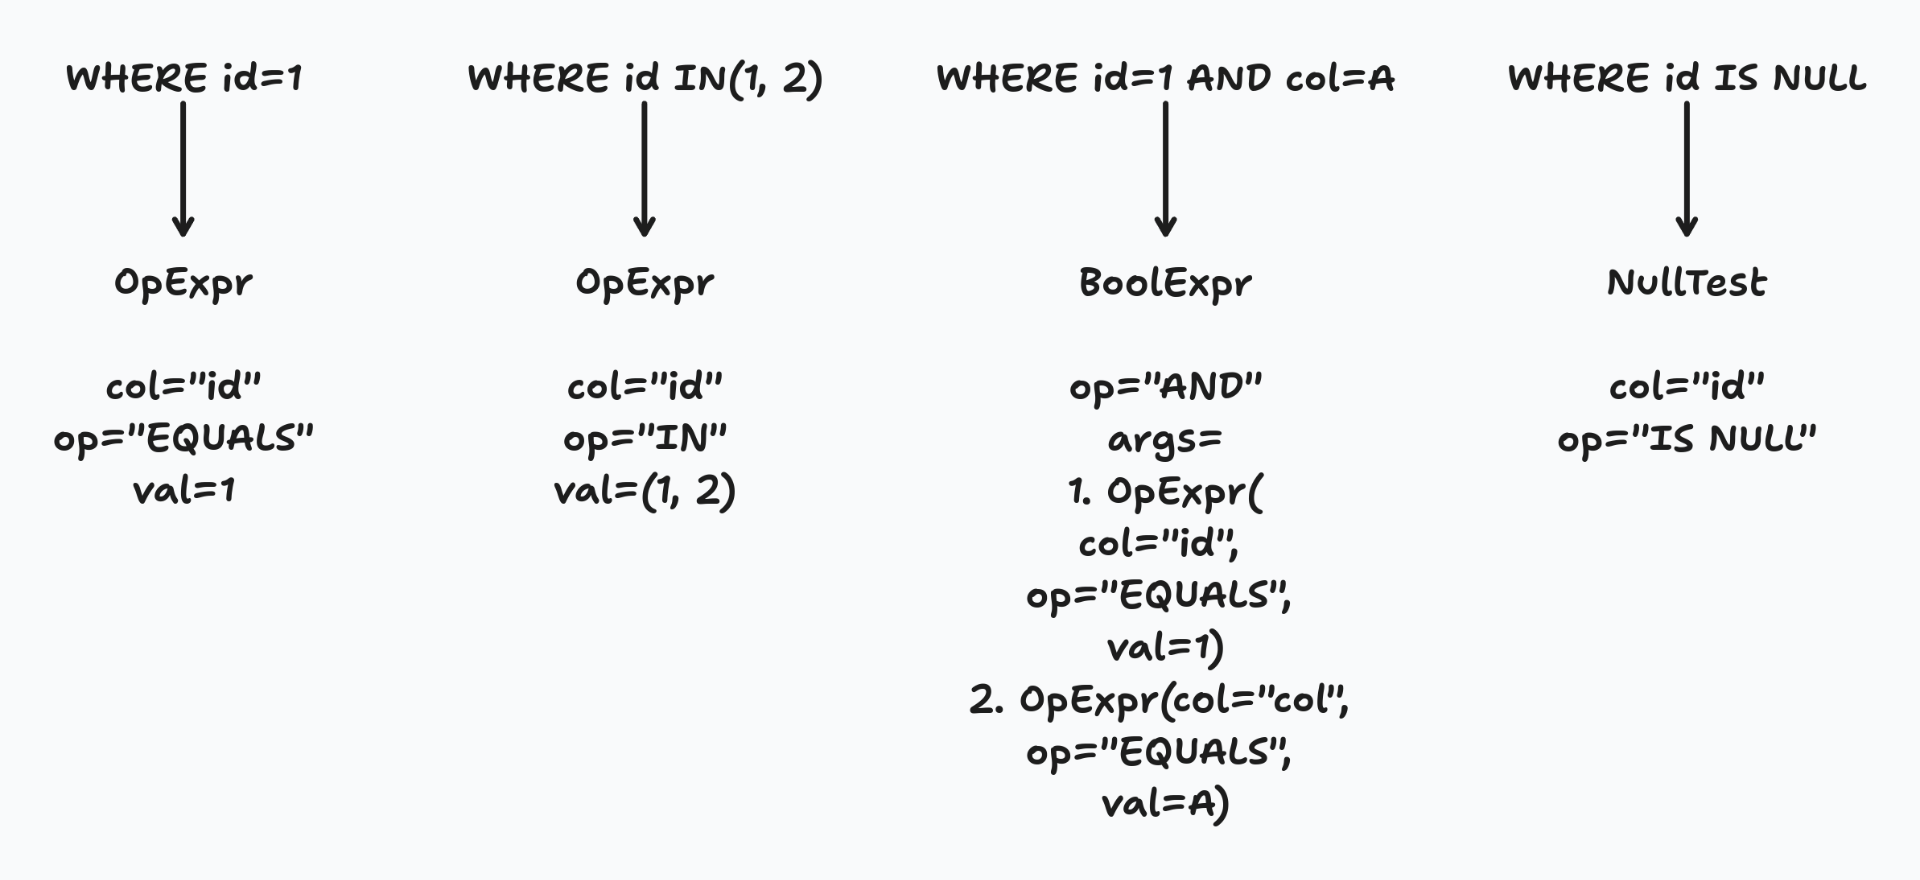 WHERE id=1
OpExpr
col="id"
op="EQUALS"
val=1
WHERE id IN(1, 2)
OpExpr
col="id"
op="IN"
val=(1, 2)
WHERE id=1 AND col=A
BoolExpr
op="AND"
args=
1. OpExpr(
col="id",
op="EQUALS",
val=1)
2. OpExpr(col="col",
op="EQUALS",
val=A)
WHERE id IS NULL
NullTest
col="id"
op="IS NULL"